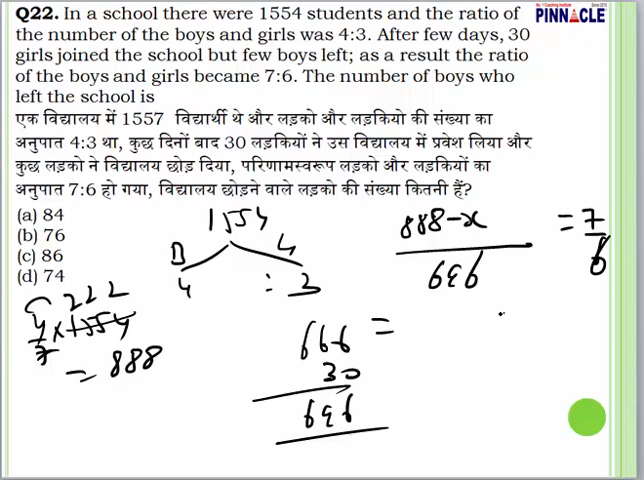 Q22. In a school there were 1554 students and the ratio of
the number of the boys and girls was 4:3. After few days, 30
girls joined the school but few boys left; as a result the ratio
of the boys and girls became 7:6. The number of boys who
left the school is
PINNACLE
एक विद्यालय में 1557 विद्यार्थी थे और लड़को और लड़कियो की संख्या का
अनुपात 4:3 था, कुछ दिनों बाद 30 लड़कियों ने उस विद्यालय में प्रवेश लिया और
कुछ लड़को ने विद्यालय छोड़ दिया, परिणामस्वरूप लड़को और लड़कियों का
अनुपात 7:6 हो गया, विद्यालय छोड़ने वाले लड़को की संख्या कितनी हैं?
(a) 84
(b) 76
(c) 86
(d) 74
1554
B
4 : 3
222
4 × 1554
7
= 888
666 =
30
696
888-x = 7
696 6